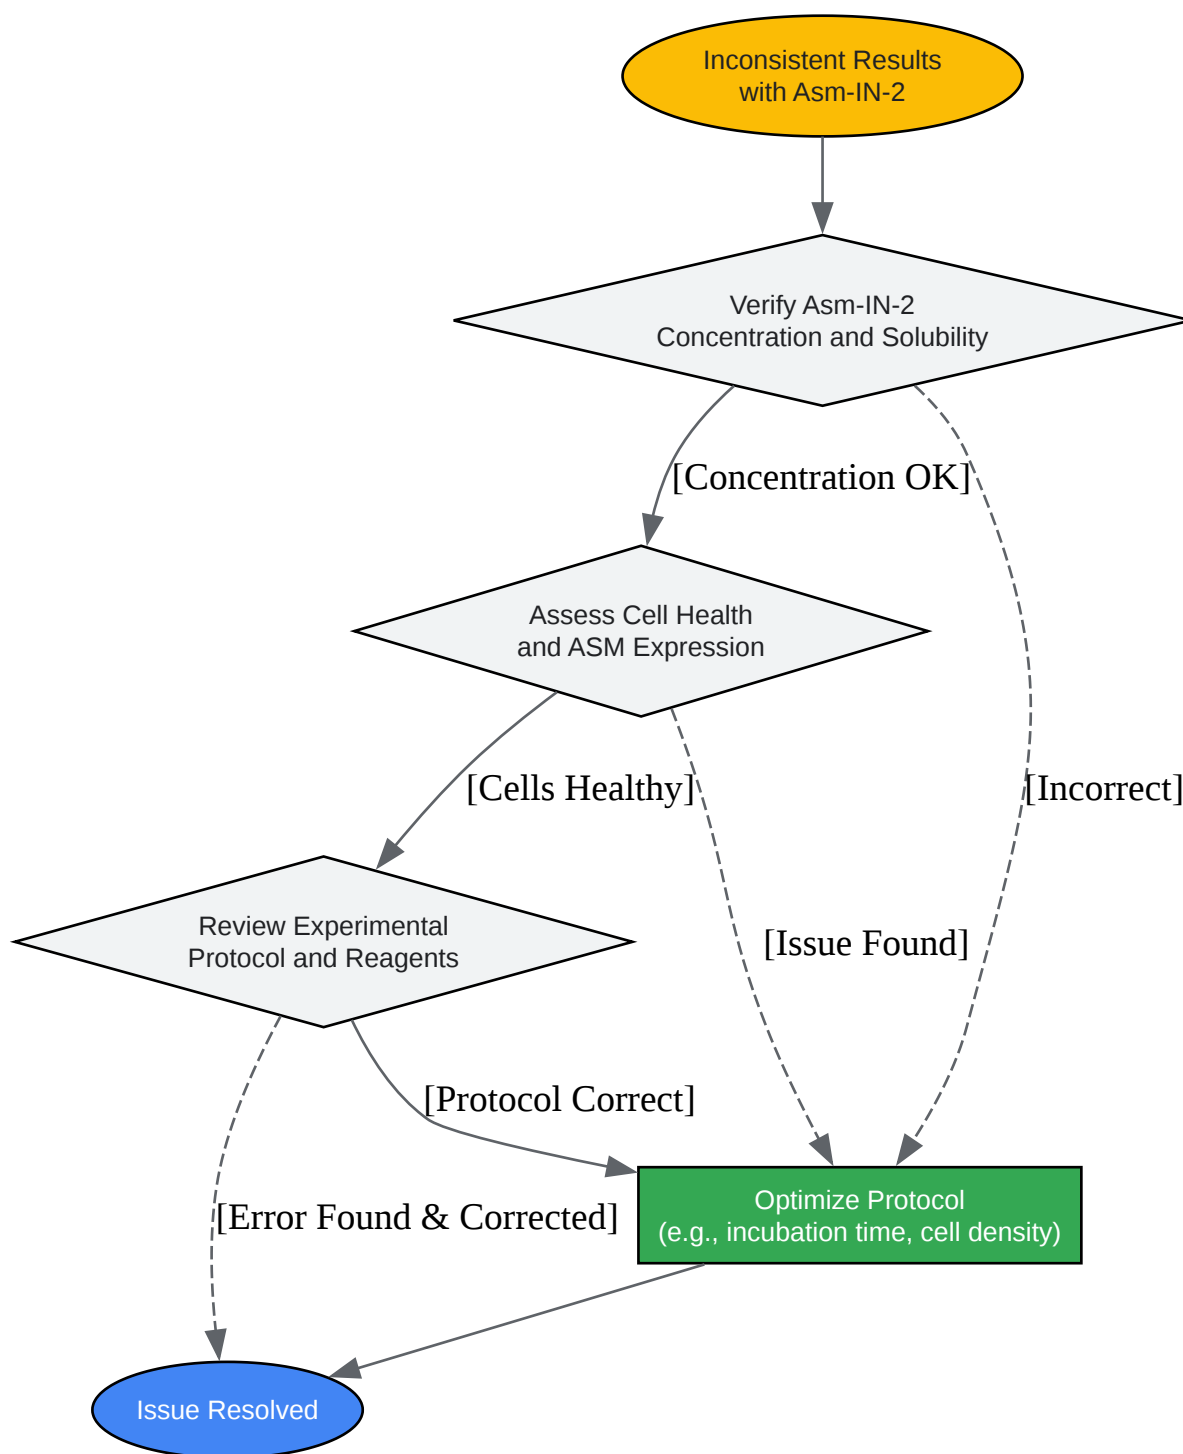 Inconsistent Results
with Asm-IN-2
Verify Asm-IN-2
Concentration and Solubility
[Concentration OK]
Assess Cell Health
and ASM Expression
[Cells Healthy]
[Incorrect]
Review Experimental
Protocol and Reagents
[Issue Found]
[Protocol Correct]
Optimize Protocol
(e.g., incubation time, cell density)
[Error Found & Corrected]
Issue Resolved